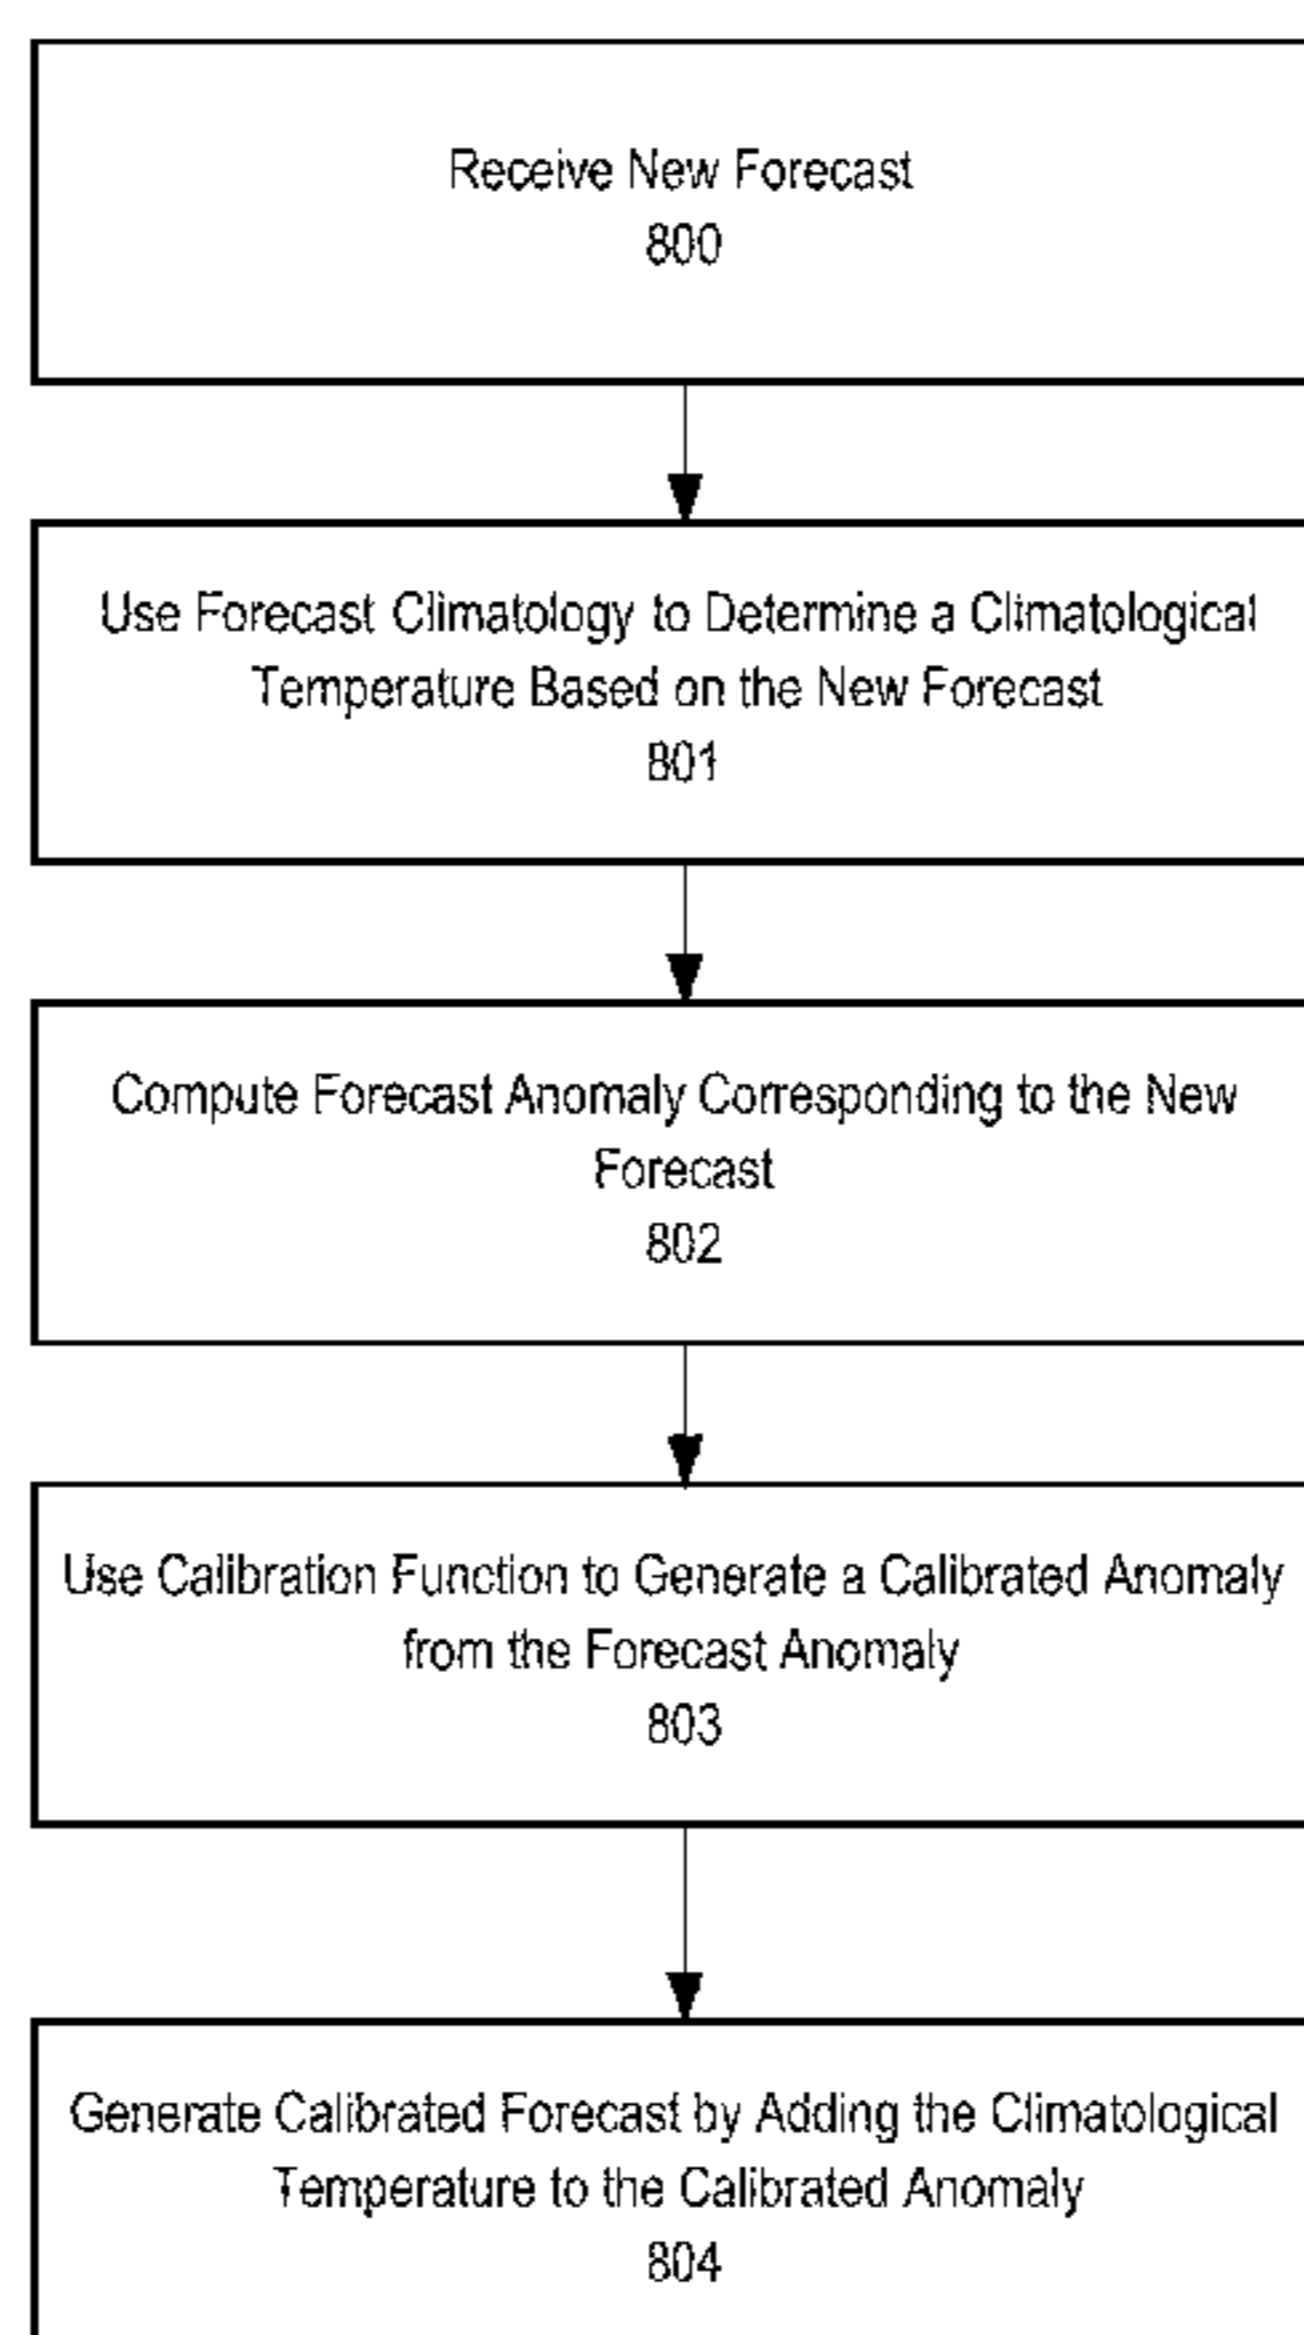 Receive New Forecast
800
Use Forecast Climatology to Determine a Climatological
Temperature Based on the New Forecast
801
Compute Forecast Anomaly Corresponding to the New
Forecast
802
Use Calibration Function to Generate a Calibrated Anomaly
from the Forecast Anomaly
803
Generate Calibrated Forecast by Adding the Climatological
Temperature to the Calibrated Anomaly
804